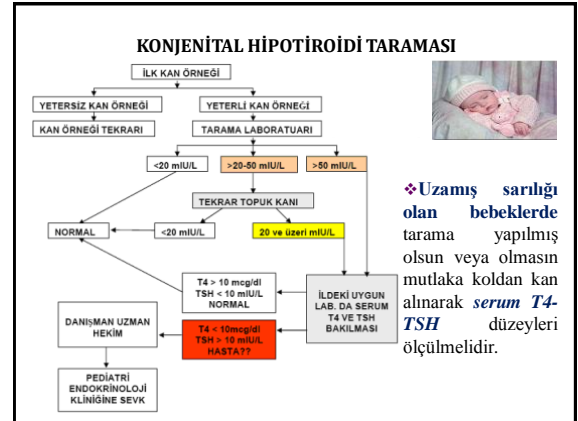 KONJENİTAL HİPOTİROİDİ TARAMASI
İLK KAN ÖRNEĞİ
YETERSİZ KAN ÖRNEĞİ
YETERLİ KAN ÖRNEĞİ
KAN ÖRNEĞİ TEKRARI
TARAMA LABORATUARI
<20 mIU/L
>20-50 mIU/L
>50 mIU/L
TEKRAR TOPUK KANI
NORMAL
<20 mIU/L
20 ve üzeri mIU/L
T4 > 10 mcg/dl
TSH < 10 mIU/L
NORMAL
İLDEKİ UYGUN
LAB. DA SERUM
T4 VE TSH
BAKILMASI
DANIŞMAN UZMAN
HEKİM
T4 < 10mcg/dl
TSH > 10 mIU/L
HASTA??
PEDİATRİ
ENDOKRİNOLOJİ
KLİNİĞİNE SEVK
❖Uzamış sarılığı
olan bebeklerde
tarama yapılmış
olsun veya olmasın
mutlaka koldan kan
alınarak serum T4-
TSH düzeyleri
ölçülmelidir.